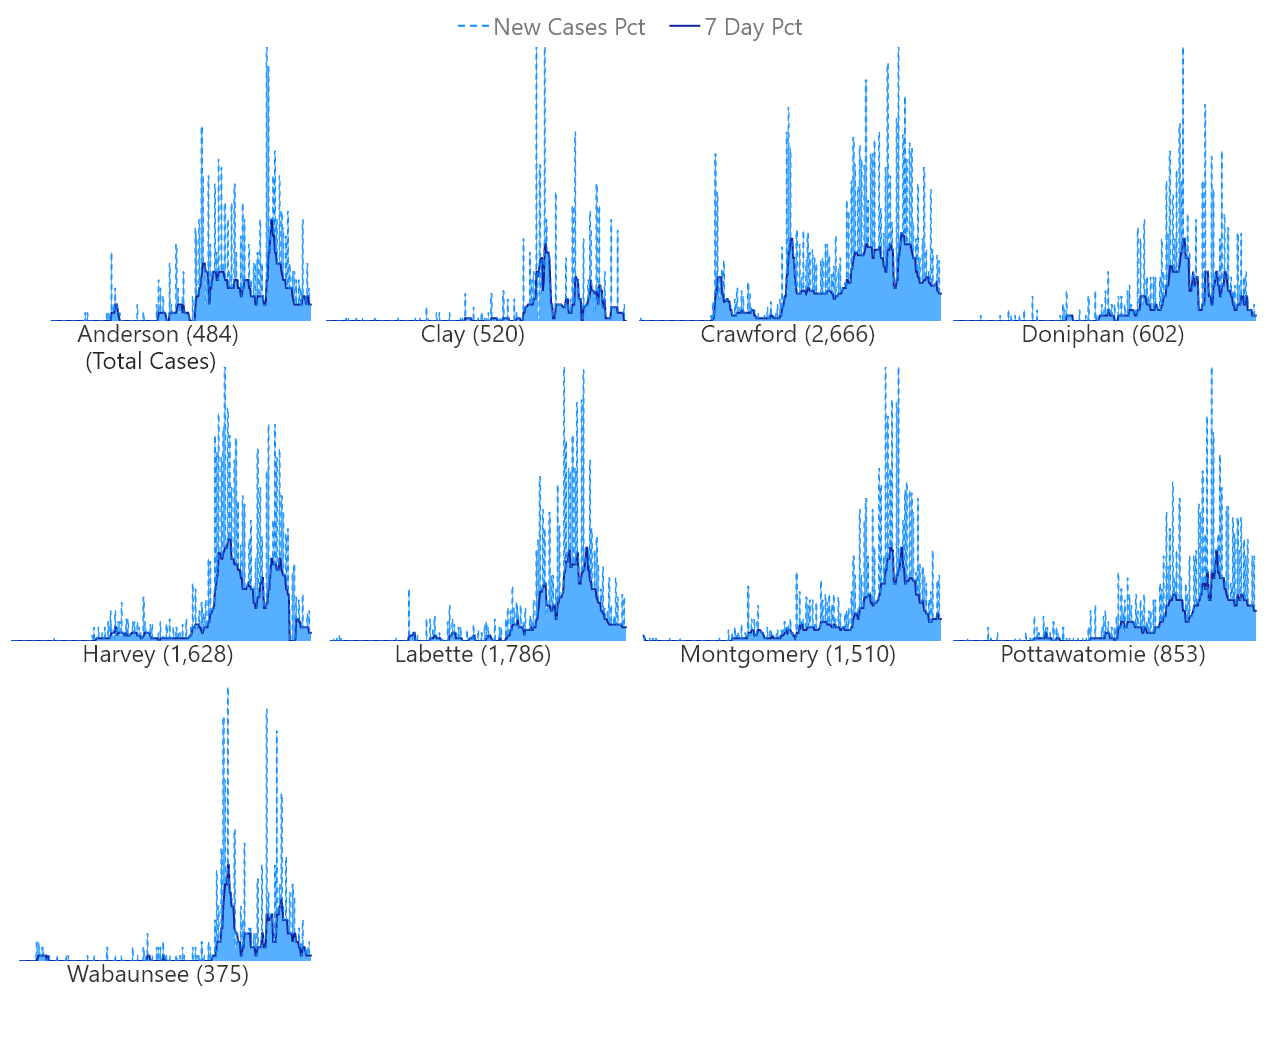 New Cases Pct 7 Day Pct
Anderson (484) Clay (520) Crawford (2,666) Doniphan (602)
(Total Cases)
Harvey (1,628) Labette (1,786) Montgomery (1,510) Pottawatomie (853)
Wabaunsee (375)